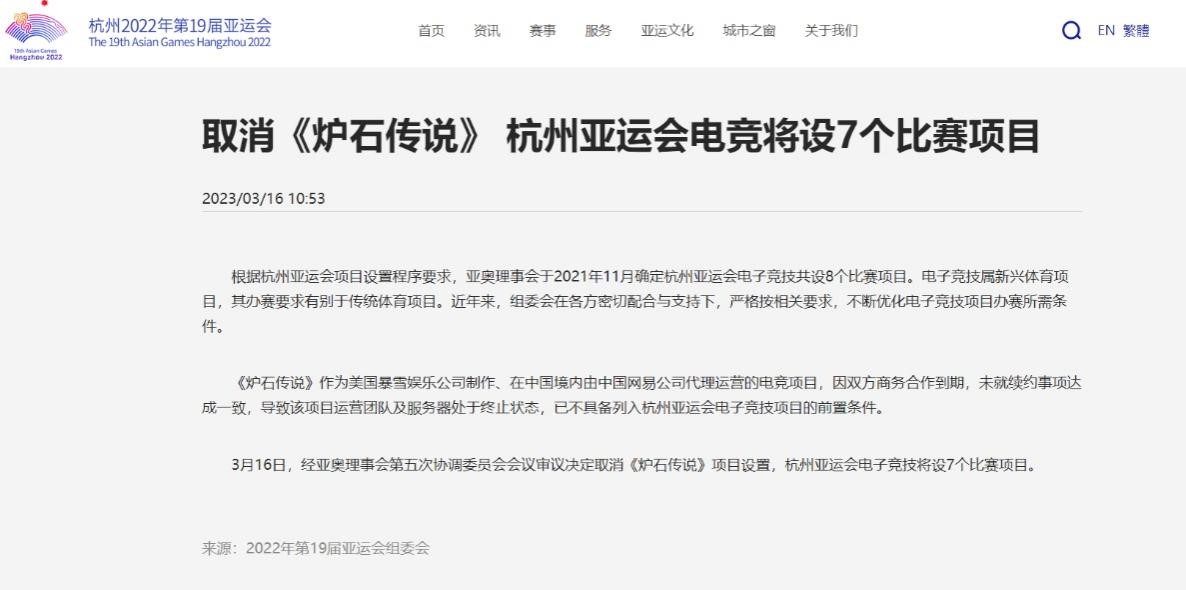 19th Asian Games
Hangzhou 2022
杭州2022年第19届亚运会
The 19th Asian Games Hangzhou 2022
首页 资讯 赛事 服务 亚运文化 城市之窗 关于我们
EN 繁體
取消《炉石传说》 杭州亚运会电竞将设7个比赛项目
2023/03/16 10:53
根据杭州亚运会项目设置程序要求，亚奥理事会于2021年11月确定杭州亚运会电子竞技共设8个比赛项目。电子竞技属新兴体育项
目，其办赛要求有别于传统体育项目。近年来，组委会在各方密切配合与支持下，严格按相关要求，不断优化电子竞技项目办赛所需条
件。
《炉石传说》作为美国暴雪娱乐公司制作、在中国境内由中国网易公司代理运营的电竞项目，因双方商务合作到期，未就续约事项达
成一致，导致该项目运营团队及服务器处于终止状态，已不具备列入杭州亚运会电子竞技项目的前置条件。
3月16日，经亚奥理事会第五次协调委员会会议审议决定取消《炉石传说》项目设置，杭州亚运会电子竞技将设7个比赛项目。
来源：2022年第19届亚运会组委会